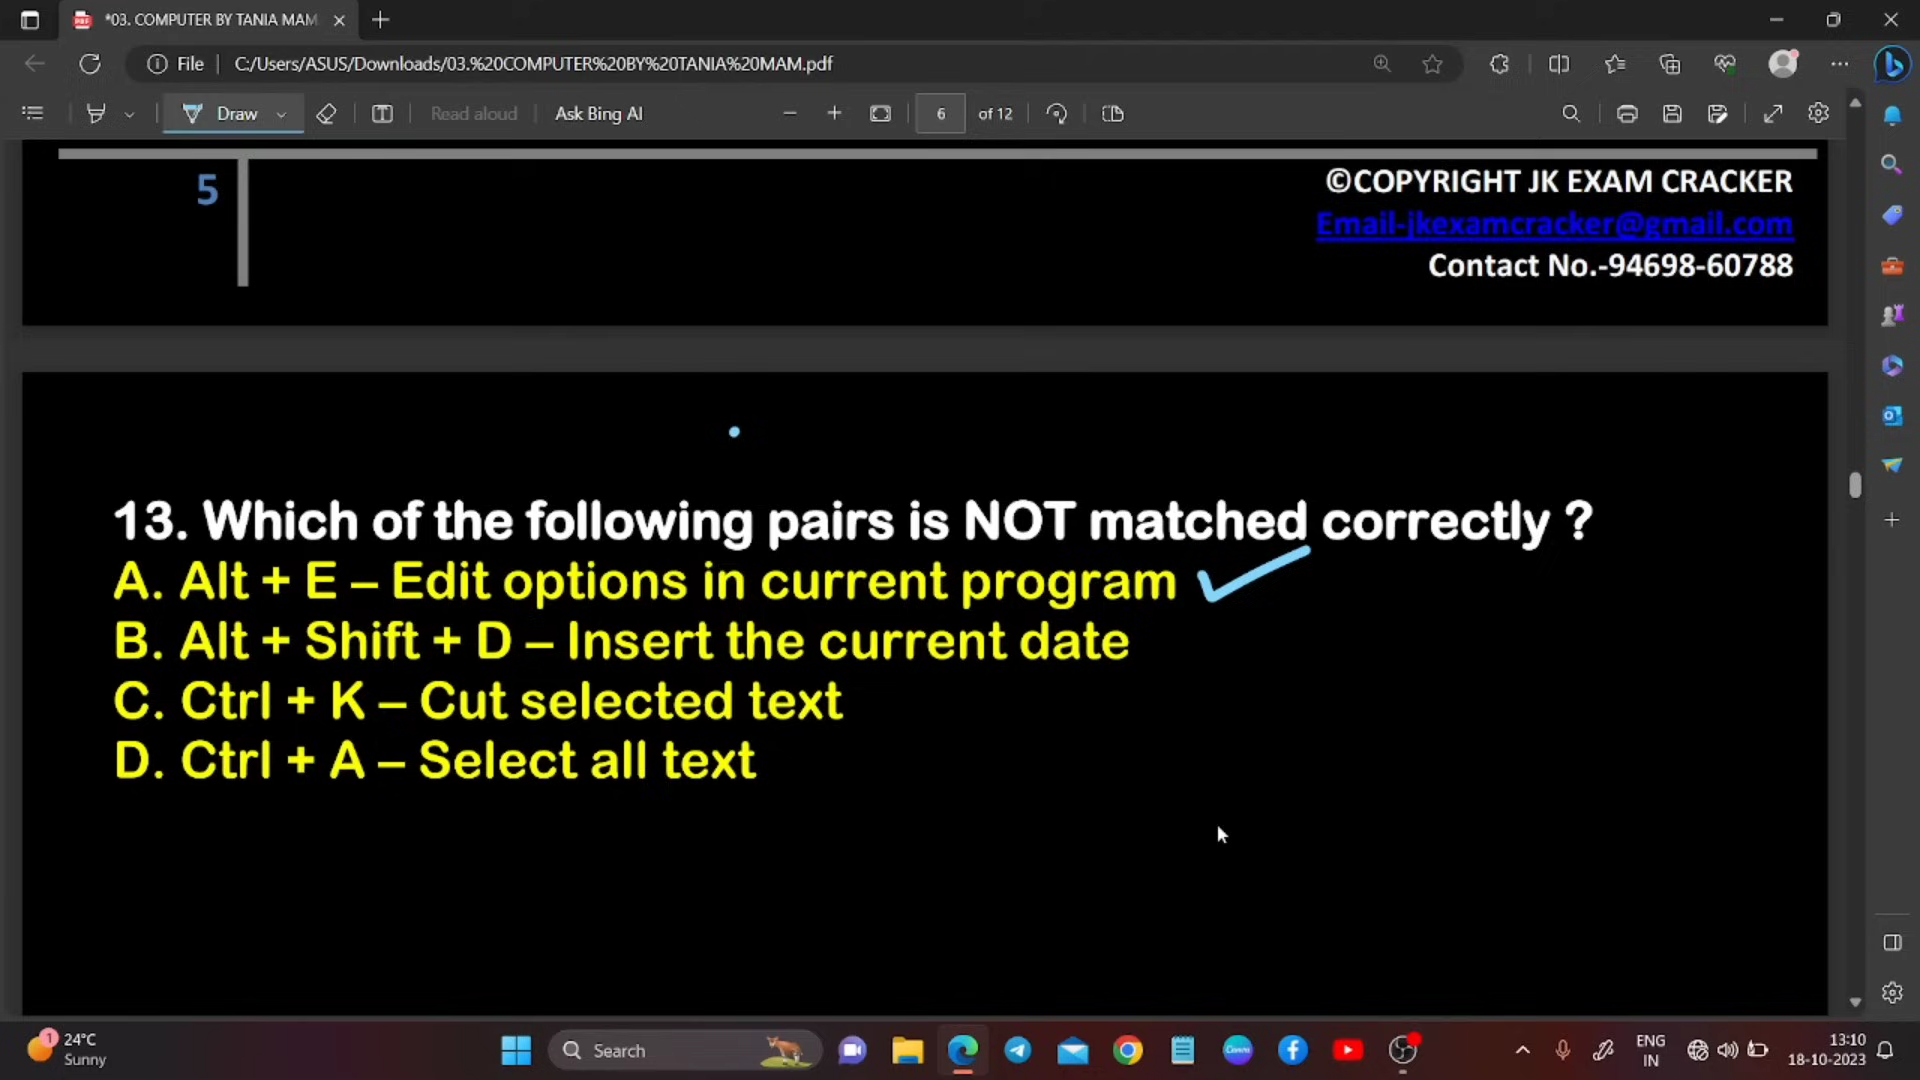 *03. COMPUTER BY TANIA MAM
File
C:/Users/ASUS/Downloads/03.%20COMPUTER%20BY%20TANIA%20MAM.pdf
Draw
Read aloud
Ask Bing AI
6
of 12
5
©COPYRIGHT JK EXAM CRACKER
Email-jkexamcracker@gmail.com
Contact No.-94698-60788
13. Which of the following pairs is NOT matched correctly ?
A. Alt + E – Edit options in current program
B. Alt + Shift + D – Insert the current date
C. Ctrl + K – Cut selected text
D. Ctrl + A – Select all text
1
24°C
Sunny
Search
ENG
IN
13:10
18-10-2023